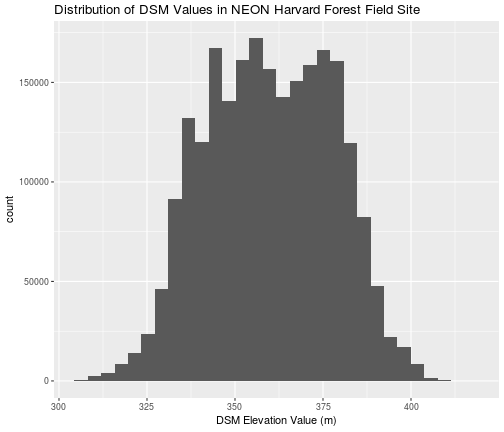 Distribution of DSM Values in NEON Harvard Forest Field Site
150000
100000
50000
0
count
300 325 350 375 400
DSM Elevation Value (m)